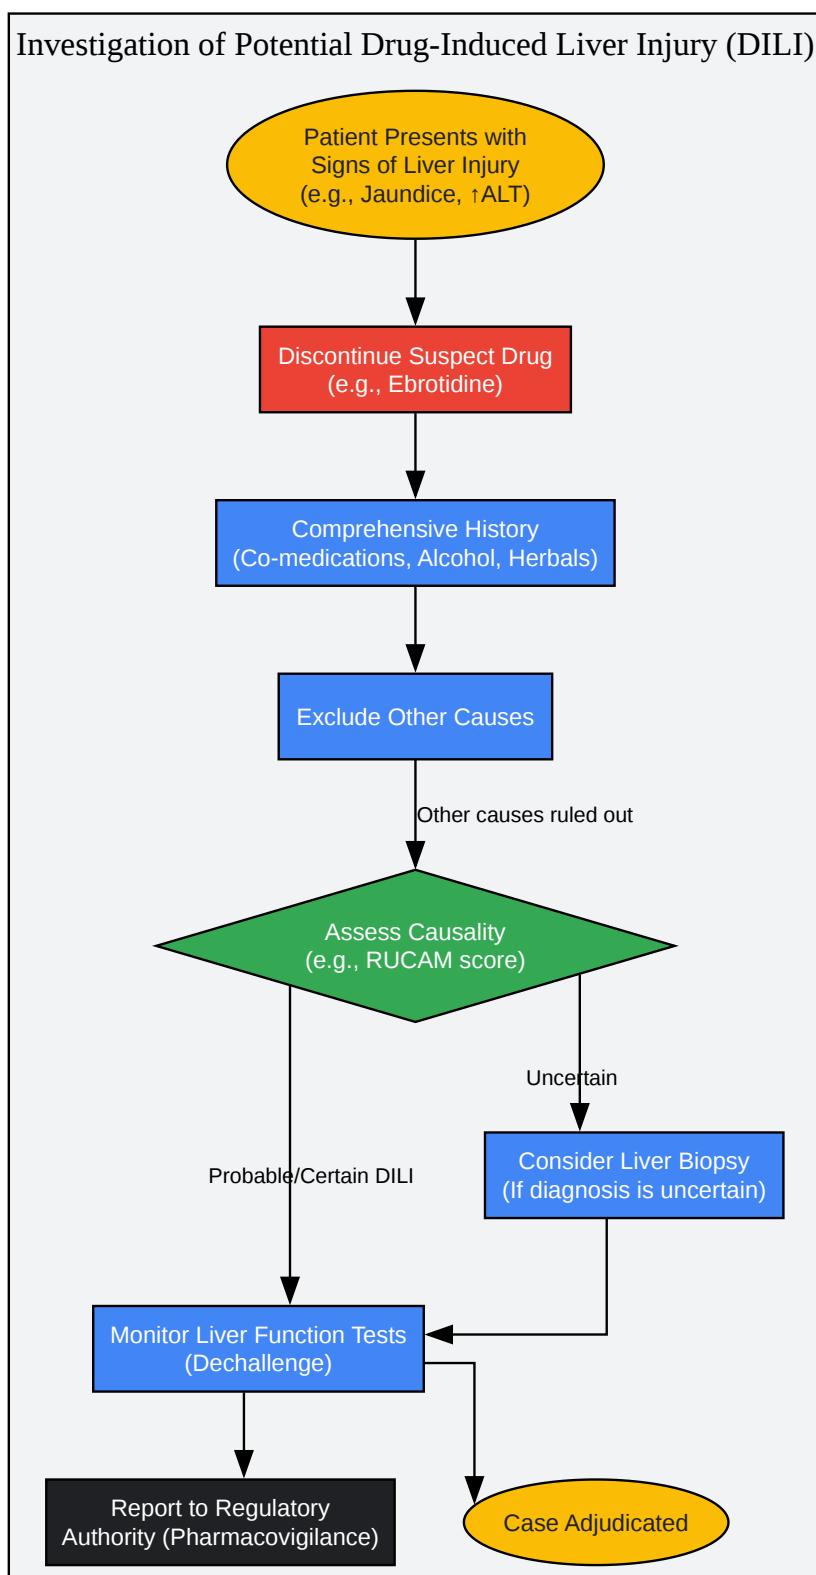 Investigation of Potential Drug-Induced Liver Injury (DILI)
Patient Presents with
Signs of Liver Injury
(e.g., Jaundice, ↑ALT)
Discontinue Suspect Drug
(e.g., Ebrotidine)
Comprehensive History
(Co-medications, Alcohol, Herbals)
Exclude Other Causes
Other causes ruled out
Assess Causality
(e.g., RUCAM score)
Uncertain
Consider Liver Biopsy
(If diagnosis is uncertain)
Probable/Certain DILI
Monitor Liver Function Tests
(Dechallenge)
Report to Regulatory
Authority (Pharmacovigilance)
Case Adjudicated